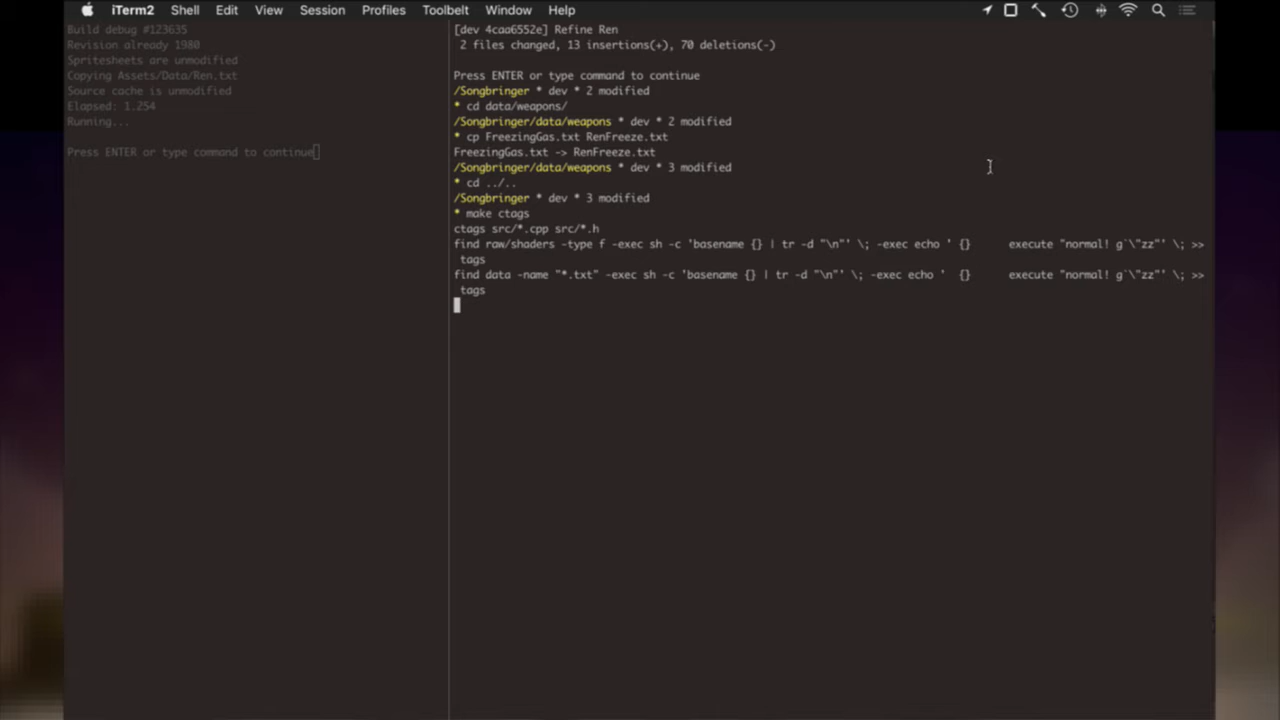 iTerm2 Shell Edit View Session Profiles Toolbelt Window Help
Build debug #123635
Revision already 1980
Spritesheets are unmodified
Copying Assets/Data/Ren.txt
Source cache is unmodified
Elapsed: 1.254
Running...
Press ENTER or type command to continue
[dev 4caa6552e] Refine Ren
2 files changed, 13 insertions(+), 70 deletions(-)
Press ENTER or type command to continue
/Songbringer * dev * 2 modified
* cd data/weapons/
/Songbringer/data/weapons * dev * 2 modified
* cp FreezingGas.txt RenFreeze.txt
FreezingGas.txt -> RenFreeze.txt
/Songbringer/data/weapons * dev * 3 modified
* cd ../..
/Songbringer * dev * 3 modified
* make ctags
ctags src/*.cpp src/*.h
find raw/shaders -type f -exec sh -c 'basename {} | tr -d "\n"' \; -exec echo ' {} execute "normal! g`\"zz"' \; >>
tags
find data -name "*.txt" -exec sh -c 'basename {} | tr -d "\n"' \; -exec echo ' {} execute "normal! g`\"zz"' \; >>
tags